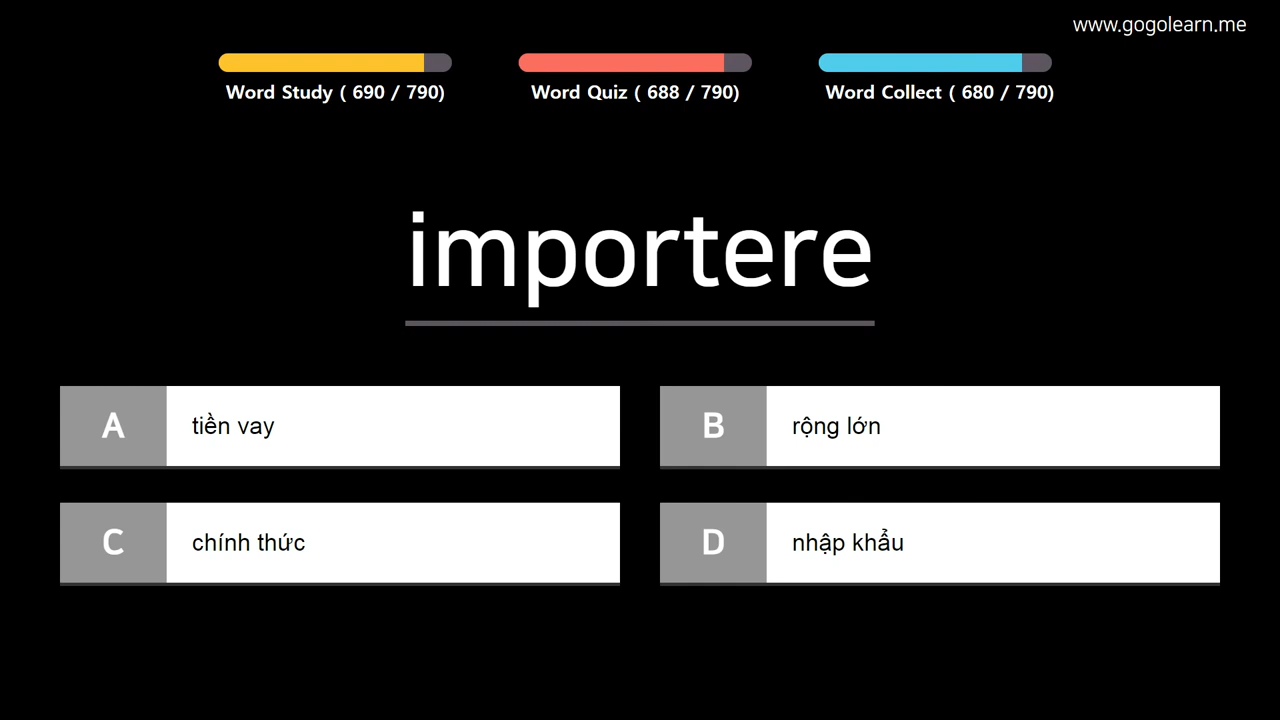 www.gogolearn.me
Word Study ( 690 / 790)
Word Quiz ( 688 / 790)
Word Collect ( 680 / 790)
importere
A tiền vay
B rộng lớn
C chính thức
D nhập khẩu